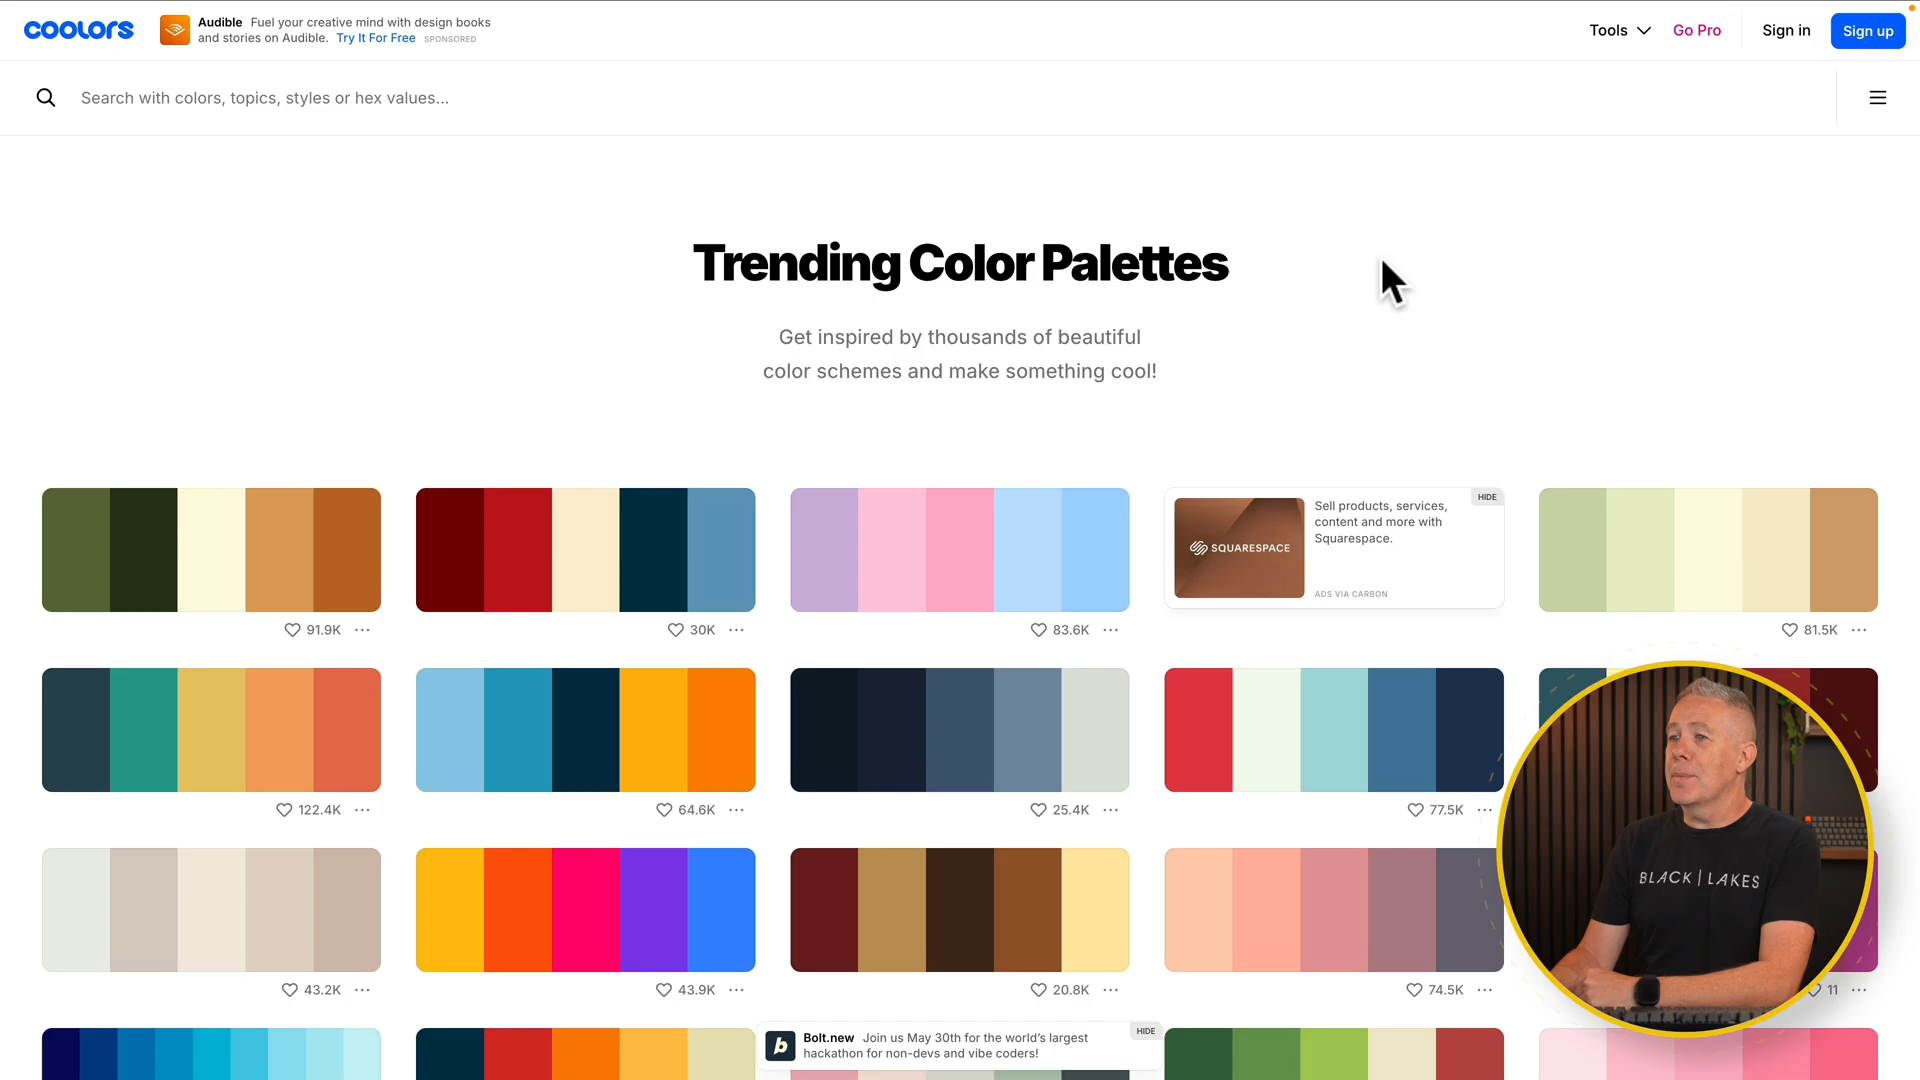 coolors
Audible Fuel your creative mind with design books
and stories on Audible. Try It For Free SPONSORED
Tools
Go Pro
Sign in
Sign up
Search with colors, topics, styles or hex values...
Trending Color Palettes
Get inspired by thousands of beautiful
color schemes and make something cool!
SQUARESPACE
Sell products, services,
content and more with
Squarespace.
ADS VIA CARBON
HIDE
91.9K
30K
83.6K
81.5K
122.4K
64.6K
25.4K
77.5K
43.2K
43.9K
20.8K
74.5K
11
BLACK | LAKES
b
Bolt.new Join us May 30th for the world's largest
hackathon for non-devs and vibe coders!
HIDE